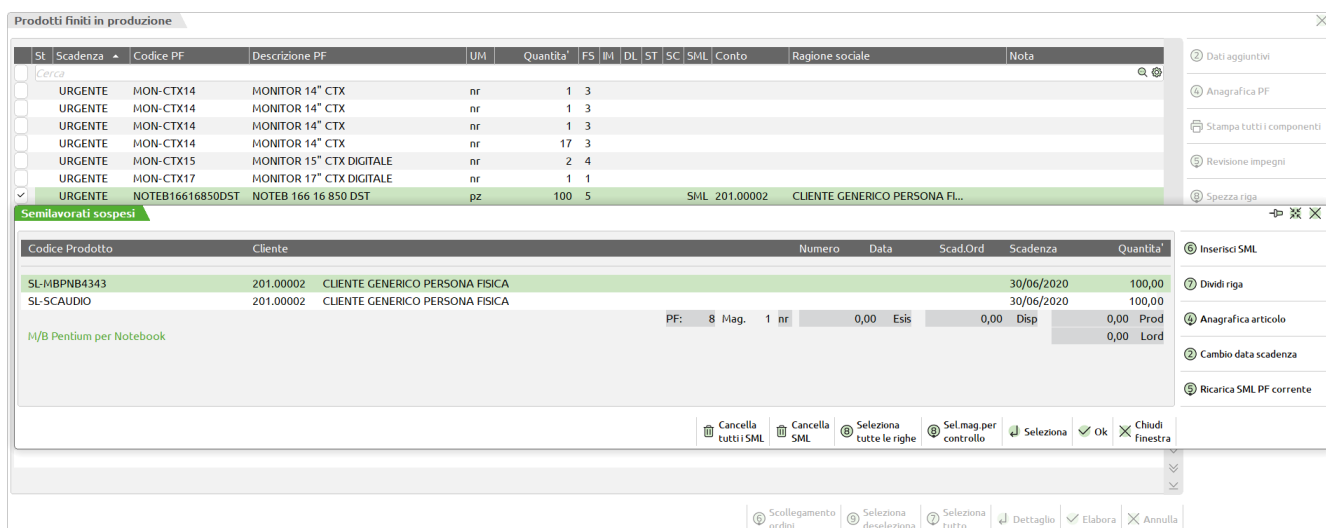 Prodotti finiti in produzione
St Scadenza Codice PF Descrizione PF UM Quantita' FS IM DL ST SC SML Conto Ragione sociale Nota
Cerca
URGENTE MON-CTX14 MONITOR 14" CTX nr 1 3
URGENTE MON-CTX14 MONITOR 14" CTX nr 1 3
URGENTE MON-CTX14 MONITOR 14" CTX nr 1 3
URGENTE MON-CTX14 MONITOR 14" CTX nr 17 3
URGENTE MON-CTX15 MONITOR 15" CTX DIGITALE nr 2 4
URGENTE MON-CTX17 MONITOR 17" CTX DIGITALE nr 1 1
URGENTE NOTEB16616850DST NOTEB 166 16 850 DST pz 100 5 SML 201.00002 CLIENTE GENERICO PERSONA FI...
2 Dati aggiuntivi
4 Anagrafica PF
Stampa tutti i componenti
5 Revisione impegni
8 Spezza riga
Semilavorati sospesi
Codice Prodotto Cliente Numero Data Scad.Ord Scadenza Quantita'
SL-MBPNB4343 201.00002 CLIENTE GENERICO PERSONA FISICA 30/06/2020 100,00
SL-SCAUDIO 201.00002 CLIENTE GENERICO PERSONA FISICA 30/06/2020 100,00
PF: 8 Mag. 1 nr 0,00 Esis 0,00 Disp 0,00 Prod
M/B Pentium per Notebook 0,00 Lord
6 Inserisci SML
7 Dividi riga
4 Anagrafica articolo
2 Cambio data scadenza
5 Ricarica SML PF corrente
Cancella tutti i SML
Cancella SML
8 Seleziona tutte le righe
8 Sel.mag.per controllo
Seleziona
Ok
Chiudi finestra
6 Scollegamento ordini
9 Seleziona deseleziona
7 Seleziona tutto
Dettaglio
Elabora
Annulla